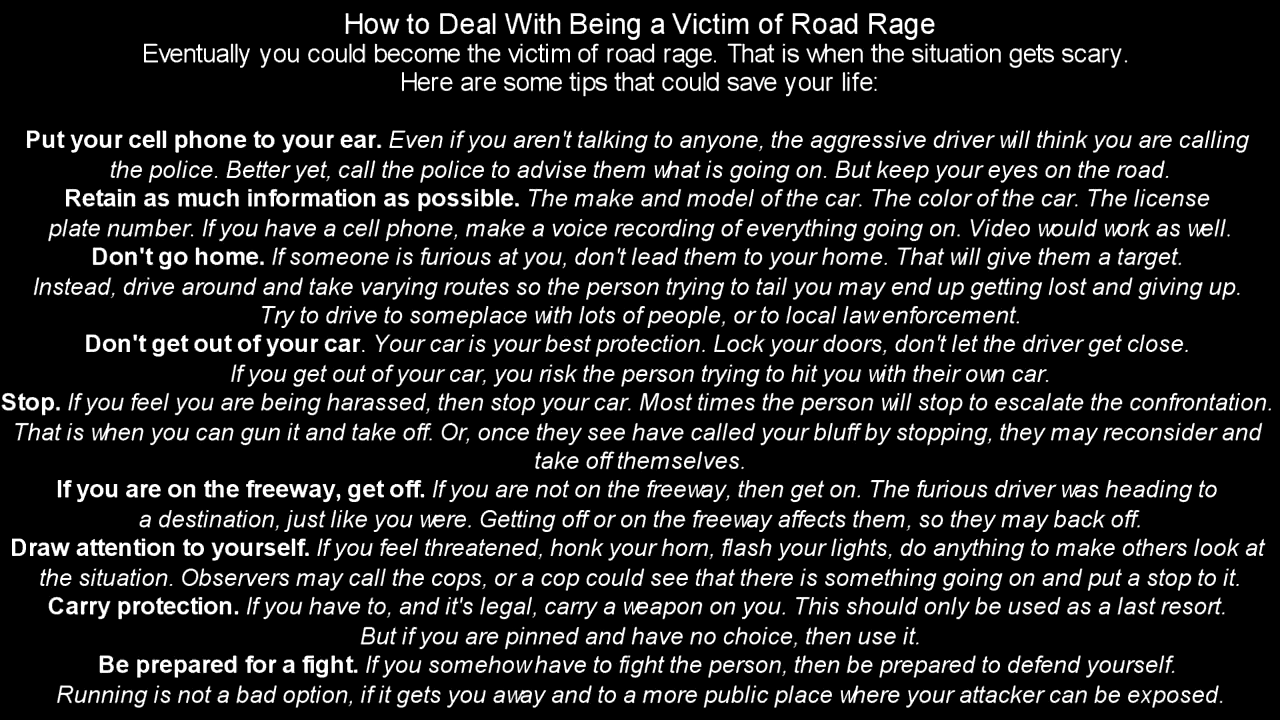 How to Deal With Being a Victim of Road Rage
Eventually you could become the victim of road rage. That is when the situation gets scary.
Here are some tips that could save your life:
Put your cell phone to your ear. Even if you aren't talking to anyone, the aggressive driver will think you are calling
the police. Better yet, call the police to advise them what is going on. But keep your eyes on the road.
Retain as much information as possible. The make and model of the car. The color of the car. The license
plate number. If you have a cell phone, make a voice recording of everything going on. Video would work as well.
Don't go home. If someone is furious at you, don't lead them to your home. That will give them a target.
Instead, drive around and take varying routes so the person trying to tail you may end up getting lost and giving up.
Try to drive to someplace with lots of people, or to local law enforcement.
Don't get out of your car. Your car is your best protection. Lock your doors, don't let the driver get close.
If you get out of your car, you risk the person trying to hit you with their own car.
Stop. If you feel you are being harassed, then stop your car. Most times the person will stop to escalate the confrontation.
That is when you can gun it and take off. Or, once they see have called your bluff by stopping, they may reconsider and
take off themselves.
If you are on the freeway, get off. If you are not on the freeway, then get on. The furious driver was heading to
a destination, just like you were. Getting off or on the freeway affects them, so they may back off.
Draw attention to yourself. If you feel threatened, honk your horn, flash your lights, do anything to make others look at
the situation. Observers may call the cops, or a cop could see that there is something going on and put a stop to it.
Carry protection. If you have to, and it's legal, carry a weapon on you. This should only be used as a last resort.
But if you are pinned and have no choice, then use it.
Be prepared for a fight. If you somehow have to fight the person, then be prepared to defend yourself.
Running is not a bad option, if it gets you away and to a more public place where your attacker can be exposed.